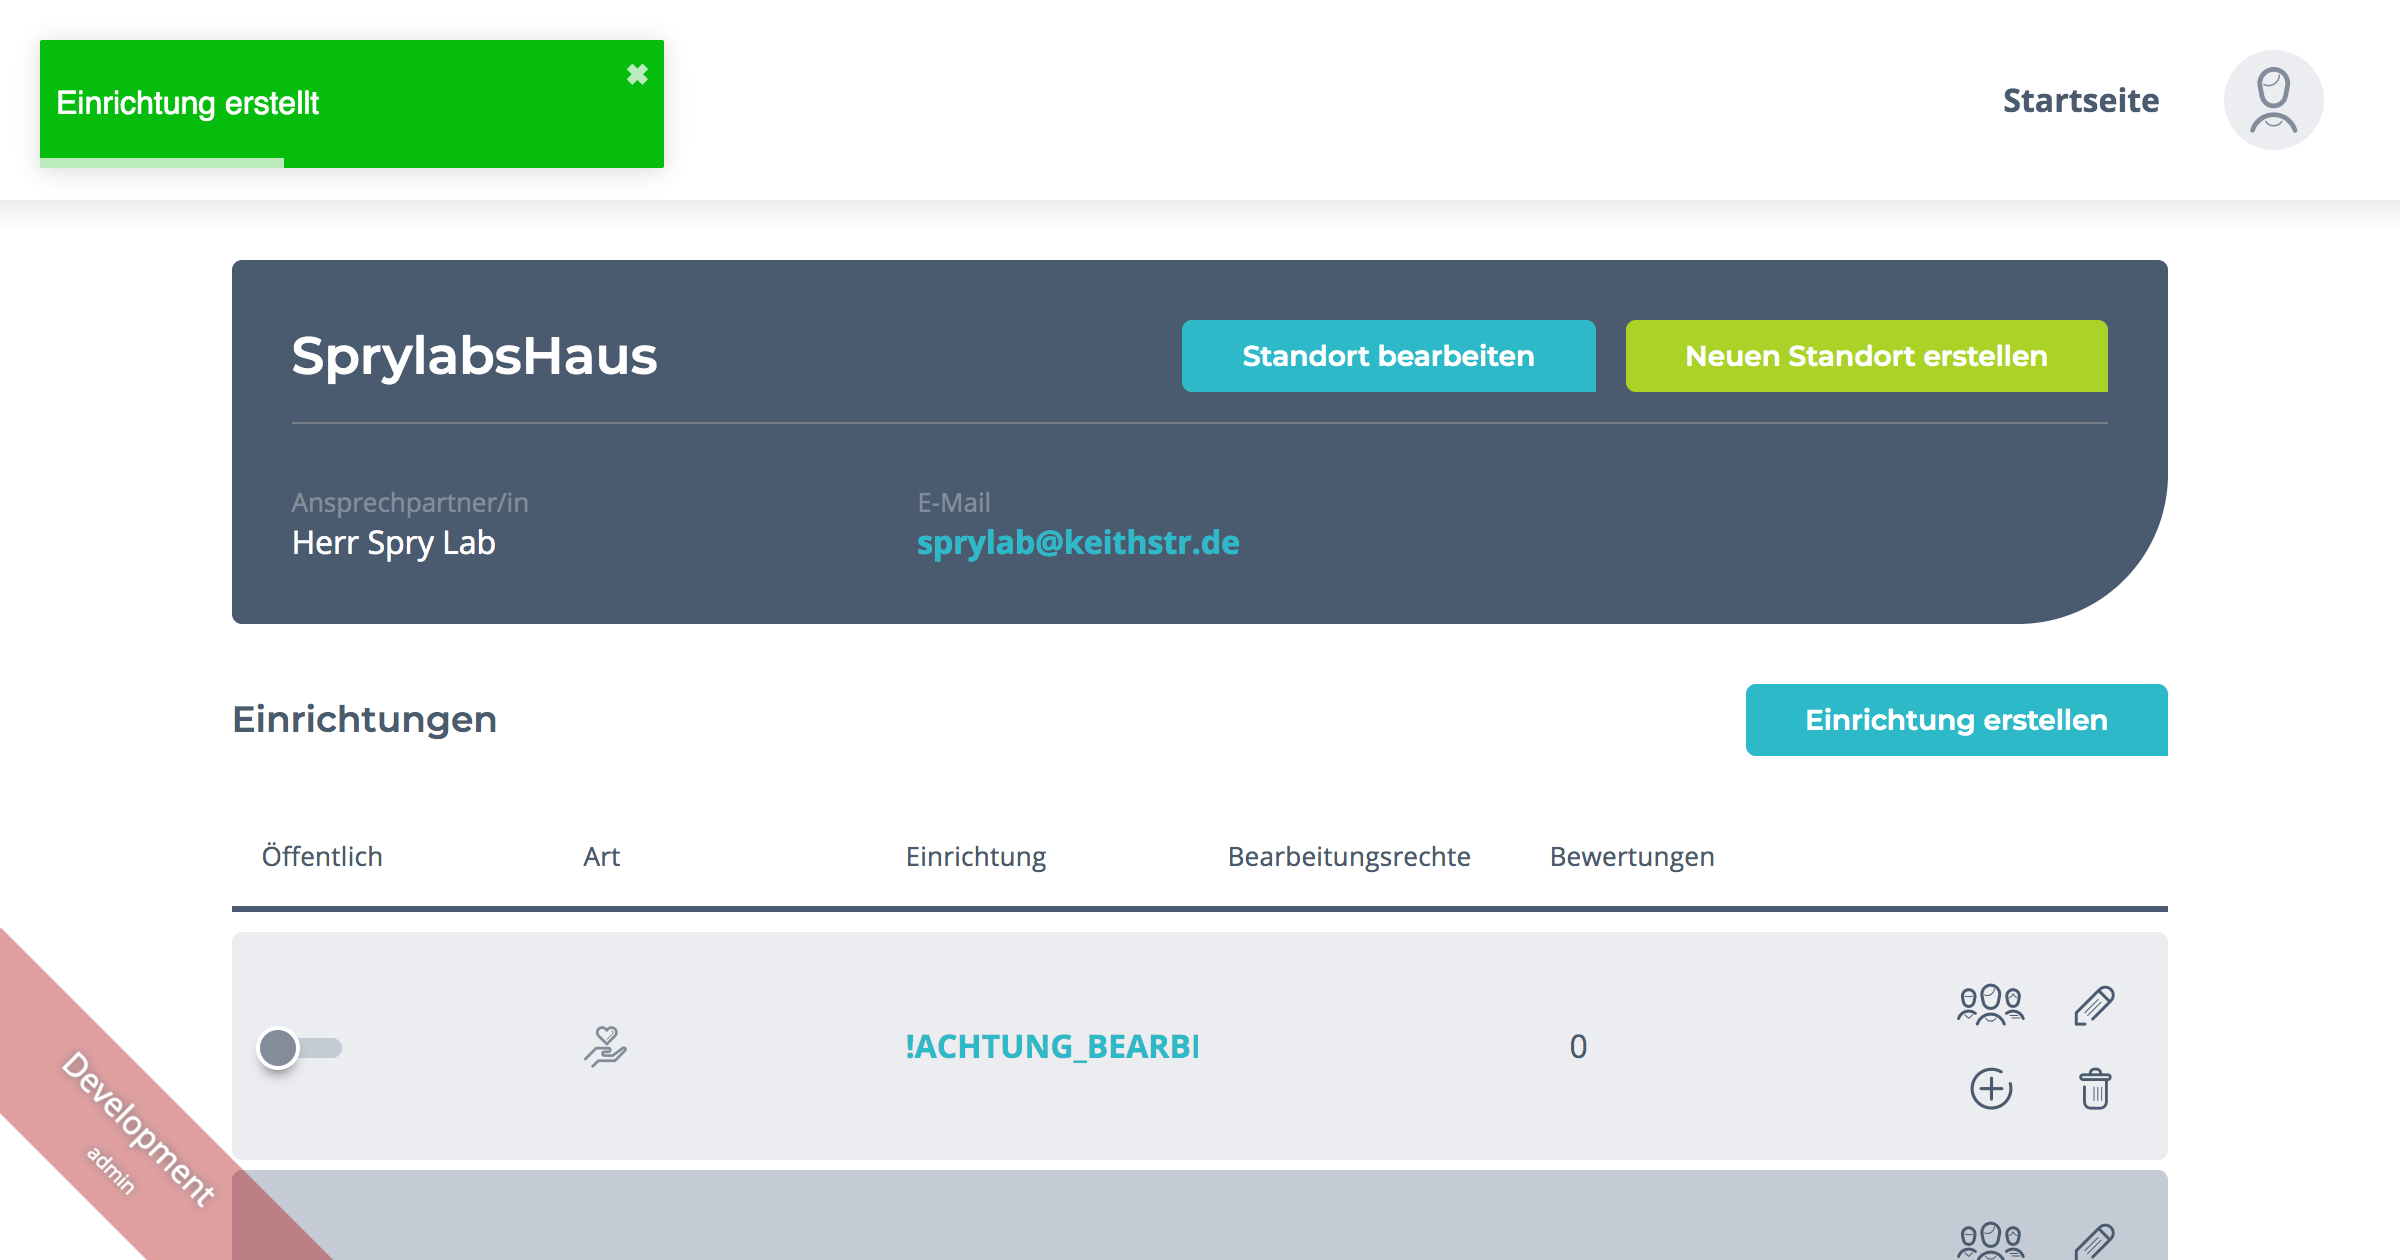 Einrichtung erstellt
Startseite
SprylabsHaus
Standort bearbeiten
Neuen Standort erstellen
Ansprechpartner/in
E-Mail
Herr Spry Lab
sprylab@keithstr.de
Einrichtungen
Einrichtung erstellen
Öffentlich
Art
Einrichtung
Bearbeitungsrechte
Bewertungen
!ACHTUNG_BEARBI
0
Development
admin